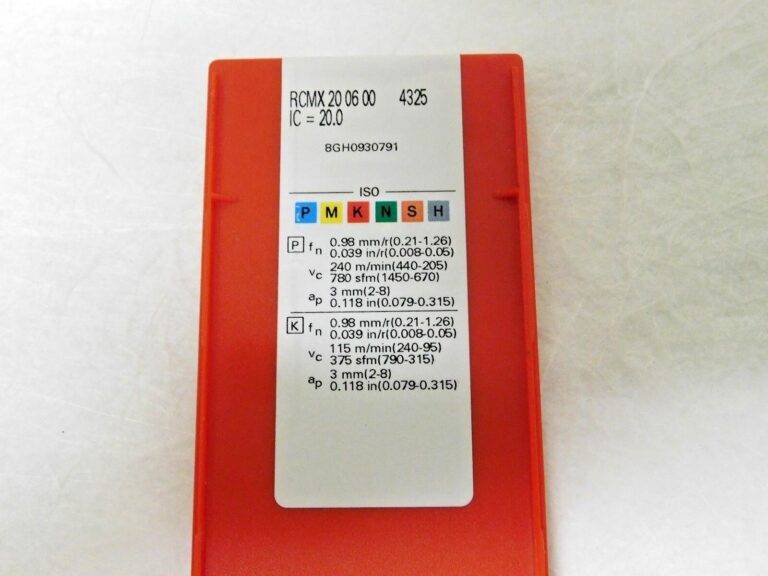 RCMX 20 06 00 4325
IC = 20.0
8GH0930791
ISO
P M K N S H
P fn 0.98 mm/r(0.21-1.26)
0.039 in/r(0.008-0.05)
vc 240 m/min(440-205)
780 sfm(1450-670)
ap 3 mm(2-8)
0.118 in(0.079-0.315)
K fn 0.98 mm/r(0.21-1.26)
0.039 in/r(0.008-0.05)
vc 115 m/min(240-95)
375 sfm(790-315)
ap 3 mm(2-8)
0.118 in(0.079-0.315)